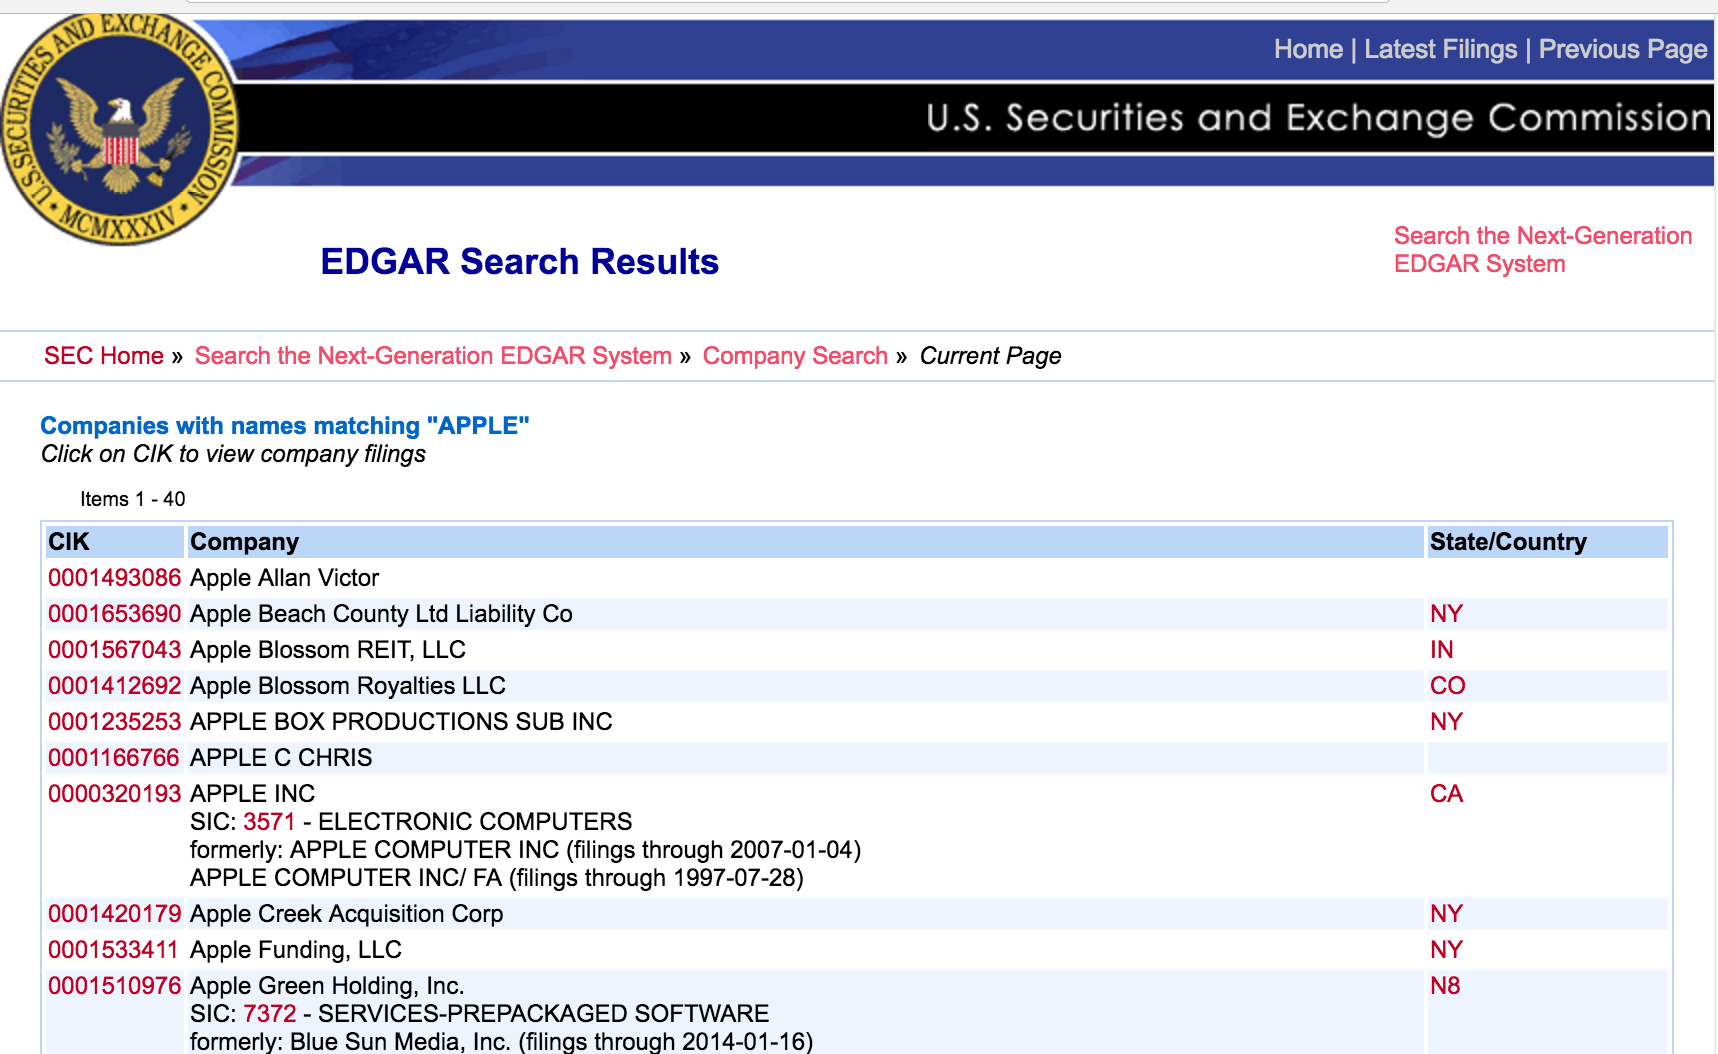 U.S. SECURITIES AND EXCHANGE COMMISSION
MCMXXXIV
Home | Latest Filings | Previous Page
U.S. Securities and Exchange Commission
EDGAR Search Results
Search the Next-Generation
EDGAR System
SEC Home » Search the Next-Generation EDGAR System » Company Search » Current Page
Companies with names matching "APPLE"
Click on CIK to view company filings
Items 1 - 40
CIK Company State/Country
0001493086 Apple Allan Victor
0001653690 Apple Beach County Ltd Liability Co NY
0001567043 Apple Blossom REIT, LLC IN
0001412692 Apple Blossom Royalties LLC CO
0001235253 APPLE BOX PRODUCTIONS SUB INC NY
0001166766 APPLE C CHRIS
0000320193 APPLE INC CA
SIC: 3571 - ELECTRONIC COMPUTERS
formerly: APPLE COMPUTER INC (filings through 2007-01-04)
APPLE COMPUTER INC/ FA (filings through 1997-07-28)
0001420179 Apple Creek Acquisition Corp NY
0001533411 Apple Funding, LLC NY
0001510976 Apple Green Holding, Inc. N8
SIC: 7372 - SERVICES-PREPACKAGED SOFTWARE
formerly: Blue Sun Media, Inc. (filings through 2014-01-16)